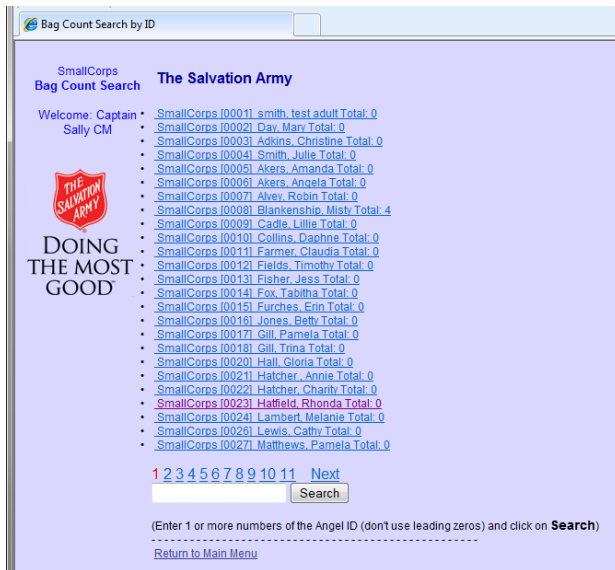 Bag Count Search by ID
SmallCorps
Bag Count Search
Welcome: Captain
Sally CM
THE
SALVATION
ARMY
DOING
THE MOST
GOOD®
The Salvation Army
SmallCorps [0001] smith, test adult Total: 0
SmallCorps [0002] Day, Mary Total: 0
SmallCorps [0003] Adkins, Christine Total: 0
SmallCorps [0004] Smith, Julie Total: 0
SmallCorps [0005] Akers, Amanda Total: 0
SmallCorps [0006] Akers, Angela Total: 0
SmallCorps [0007] Alvey, Robin Total: 0
SmallCorps [0008] Blankenship, Misty Total: 4
SmallCorps [0009] Cadle, Lillie Total: 0
SmallCorps [0010] Collins, Daphne Total: 0
SmallCorps [0011] Farmer, Claudia Total: 0
SmallCorps [0012] Fields, Timothy Total: 0
SmallCorps [0013] Fisher, Jess Total: 0
SmallCorps [0014] Fox, Tabitha Total: 0
SmallCorps [0015] Furches, Erin Total: 0
SmallCorps [0016] Jones, Betty Total: 0
SmallCorps [0017] Gill, Pamela Total: 0
SmallCorps [0018] Gill, Trina Total: 0
SmallCorps [0020] Hall, Gloria Total: 0
SmallCorps [0021] Hatcher , Annie Total: 0
SmallCorps [0022] Hatcher, Charity Total: 0
SmallCorps [0023] Hatfield, Rhonda Total: 0
SmallCorps [0024] Lambert, Melanie Total: 0
SmallCorps [0026] Lewis, Cathy Total: 0
SmallCorps [0027] Matthews, Pamela Total: 0
1 2 3 4 5 6 7 8 9 10 11 Next
Search
(Enter 1 or more numbers of the Angel ID (don't use leading zeros) and click on Search)
Return to Main Menu